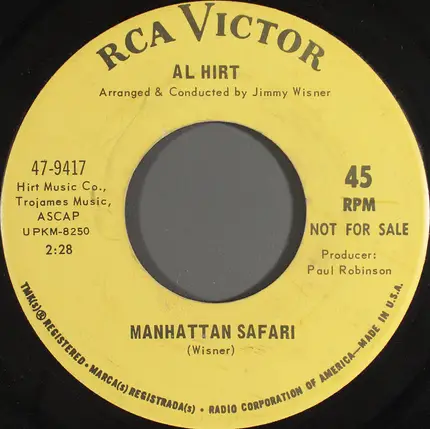 RCA VICTOR
AL HIRT
Arranged & Conducted by Jimmy Wisner
47-9417
Hirt Music Co.,
Trojames Music,
ASCAP
UPKM-8250
2:28
45
RPM
NOT FOR SALE
Producer:
Paul Robinson
MANHATTAN SAFARI
(Wisner)
TMK(s) ® REGISTERED • MARCA(s) REGISTRADA(s) • RADIO CORPORATION OF AMERICA—MADE IN U.S.A.